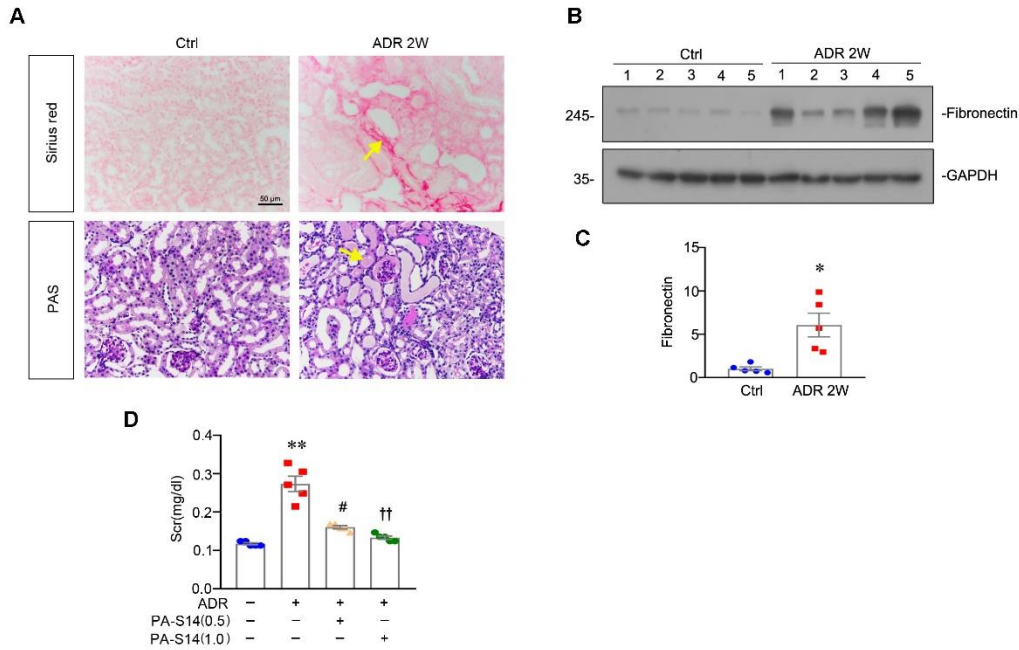 A
Ctrl
ADR 2W
Sirius red
50 µm
PAS
B
Ctrl
ADR 2W
1 2 3 4 5 1 2 3 4 5
245-
-Fibronectin
35-
-GAPDH
C
15
*
10
Fibronectin
5
0
Ctrl ADR 2W
D
0.4
**
0.3
Scr(mg/dl)
#
††
0.2
0.1
0.0
ADR − + + +
PA-S14(0.5) − − + −
PA-S14(1.0) − − − +